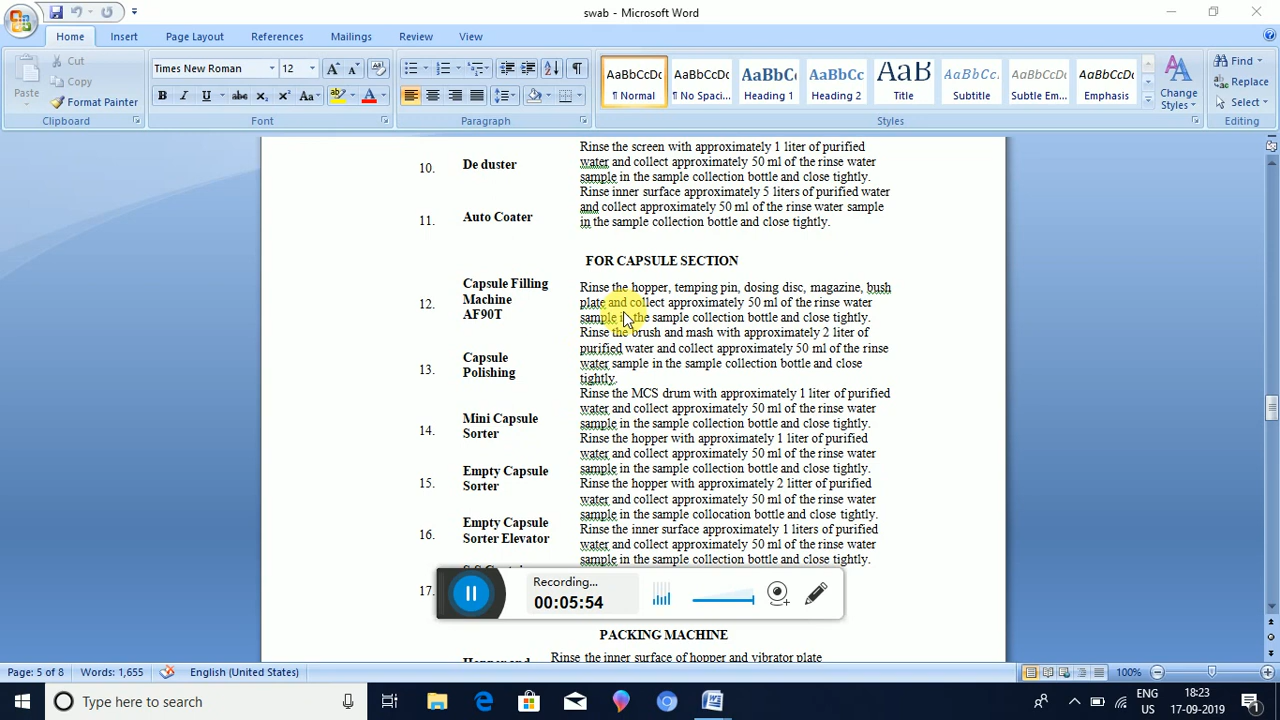 swab - Microsoft Word
Home Insert Page Layout References Mailings Review View
Cut
Copy
Format Painter
Paste
Clipboard
Times New Roman 12
Font
Paragraph
AaBbCcDc AaBbCcDc AaBbC AaBbCc AaB AaBbCc. AaBbCcDc AaBbCcDc
¶ Normal ¶ No Spaci... Heading 1 Heading 2 Title Subtitle Subtle Em... Emphasis
Styles
Change
Styles
Find
Replace
Select
Editing
Rinse the screen with approximately 1 liter of purified
10. De duster water and collect approximately 50 ml of the rinse water
sample in the sample collection bottle and close tightly.
Rinse inner surface approximately 5 liters of purified water
11. Auto Coater and collect approximately 50 ml of the rinse water sample
in the sample collection bottle and close tightly.
FOR CAPSULE SECTION
12. Capsule Filling
Machine
AF90T
Rinse the hopper, temping pin, dosing disc, magazine, bush
plate and collect approximately 50 ml of the rinse water
sample in the sample collection bottle and close tightly.
13. Capsule
Polishing
Rinse the brush and mash with approximately 2 liter of
purified water and collect approximately 50 ml of the rinse
water sample in the sample collection bottle and close
tightly.
14. Mini Capsule
Sorter
Rinse the MCS drum with approximately 1 liter of purified
water and collect approximately 50 ml of the rinse water
sample in the sample collection bottle and close tightly.
15. Empty Capsule
Sorter
Rinse the hopper with approximately 1 liter of purified
water and collect approximately 50 ml of the rinse water
sample in the sample collection bottle and close tightly.
16. Empty Capsule
Sorter Elevator
Rinse the hopper with approximately 2 litter of purified
water and collect approximately 50 ml of the rinse water
sample in the sample collocation bottle and close tightly.
17.
Rinse the inner surface approximately 1 liters of purified
water and collect approximately 50 ml of the rinse water
sample in the sample collection bottle and close tightly.
Recording...
00:05:54
PACKING MACHINE
Rinse the inner surface of hopper and vibrator plate
Page: 5 of 8 Words: 1,655 English (United States) 100%
Type here to search
ENG
US
18:23
17-09-2019